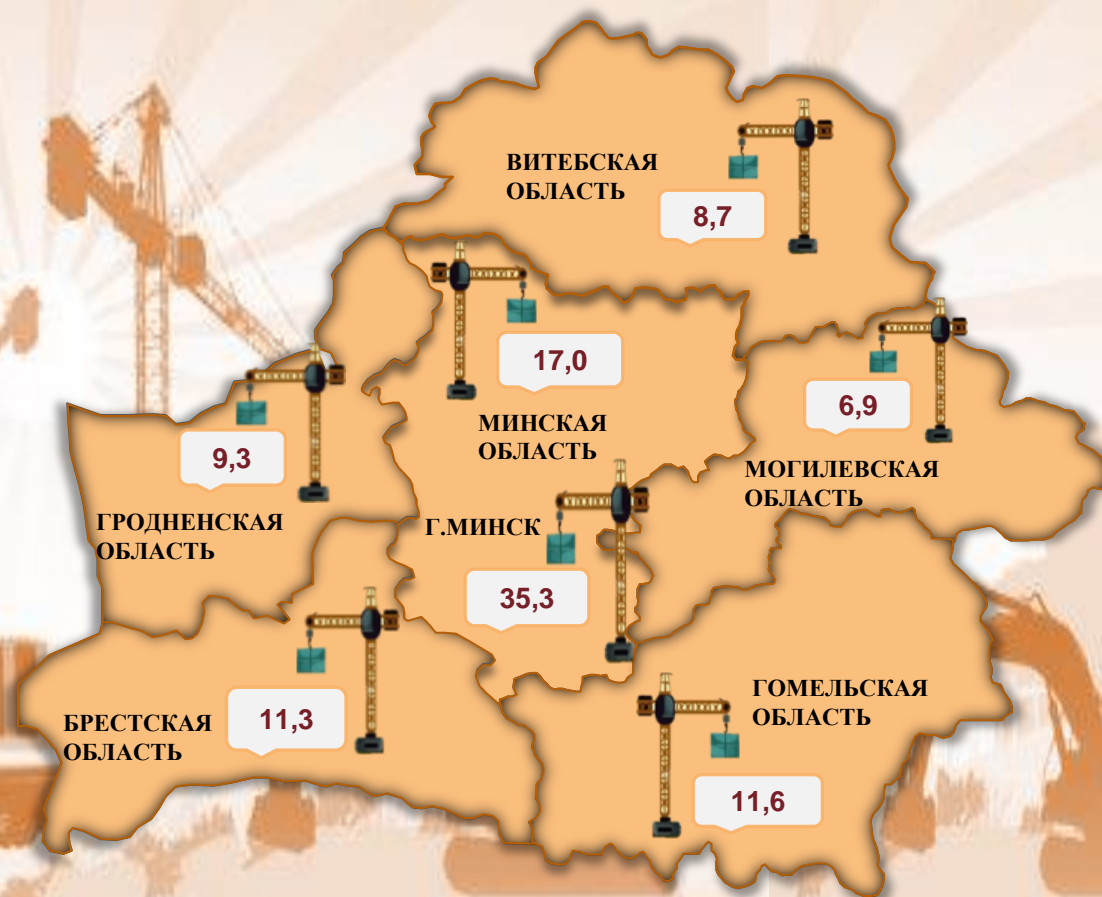 ВИТЕБСКАЯ
ОБЛАСТЬ
8,7
17,0
МИНСКАЯ
ОБЛАСТЬ
6,9
МОГИЛЕВСКАЯ
ОБЛАСТЬ
9,3
ГРОДНЕНСКАЯ
ОБЛАСТЬ
Г.МИНСК
35,3
БРЕСТСКАЯ
ОБЛАСТЬ
11,3
ГОМЕЛЬСКАЯ
ОБЛАСТЬ
11,6